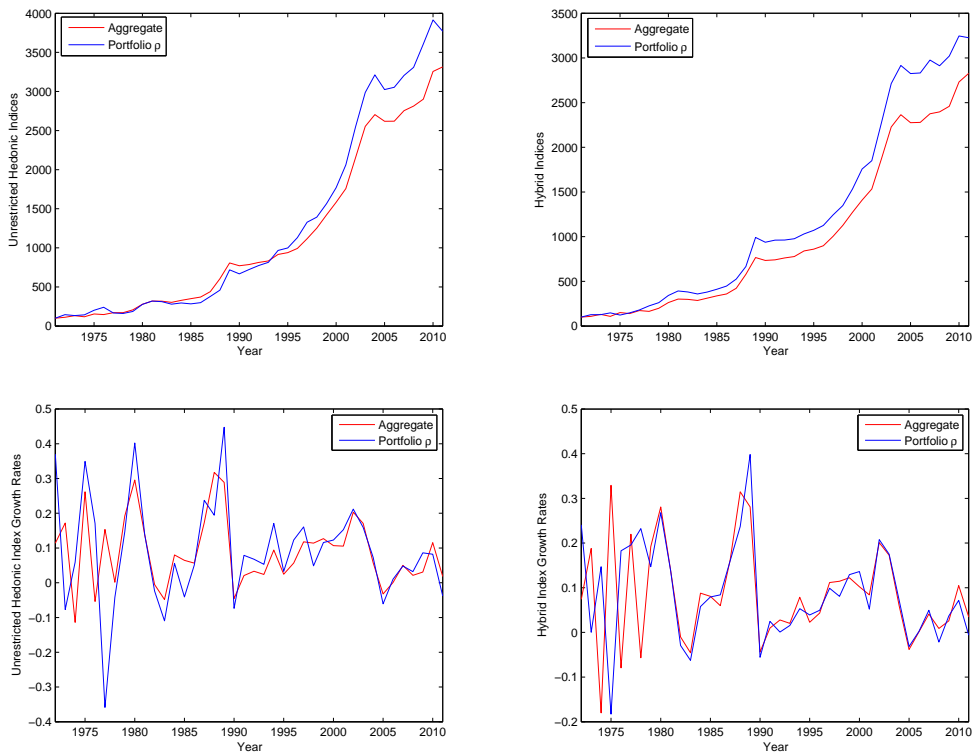 Unrestricted Hedonic Indices
4000
3500
3000
2500
2000
1500
1000
500
0
Aggregate
Portfolio ρ
1975 1980 1985 1990 1995 2000 2005 2010
Year
Hybrid Indices
3500
3000
2500
2000
1500
1000
500
0
Aggregate
Portfolio ρ
1975 1980 1985 1990 1995 2000 2005 2010
Year
Unrestricted Hedonic Index Growth Rates
0.5
0.4
0.3
0.2
0.1
0
−0.1
−0.2
−0.3
−0.4
Aggregate
Portfolio ρ
1975 1980 1985 1990 1995 2000 2005 2010
Year
Hybrid Index Growth Rates
0.5
0.4
0.3
0.2
0.1
0
−0.1
−0.2
Aggregate
Portfolio ρ
1975 1980 1985 1990 1995 2000 2005 2010
Year